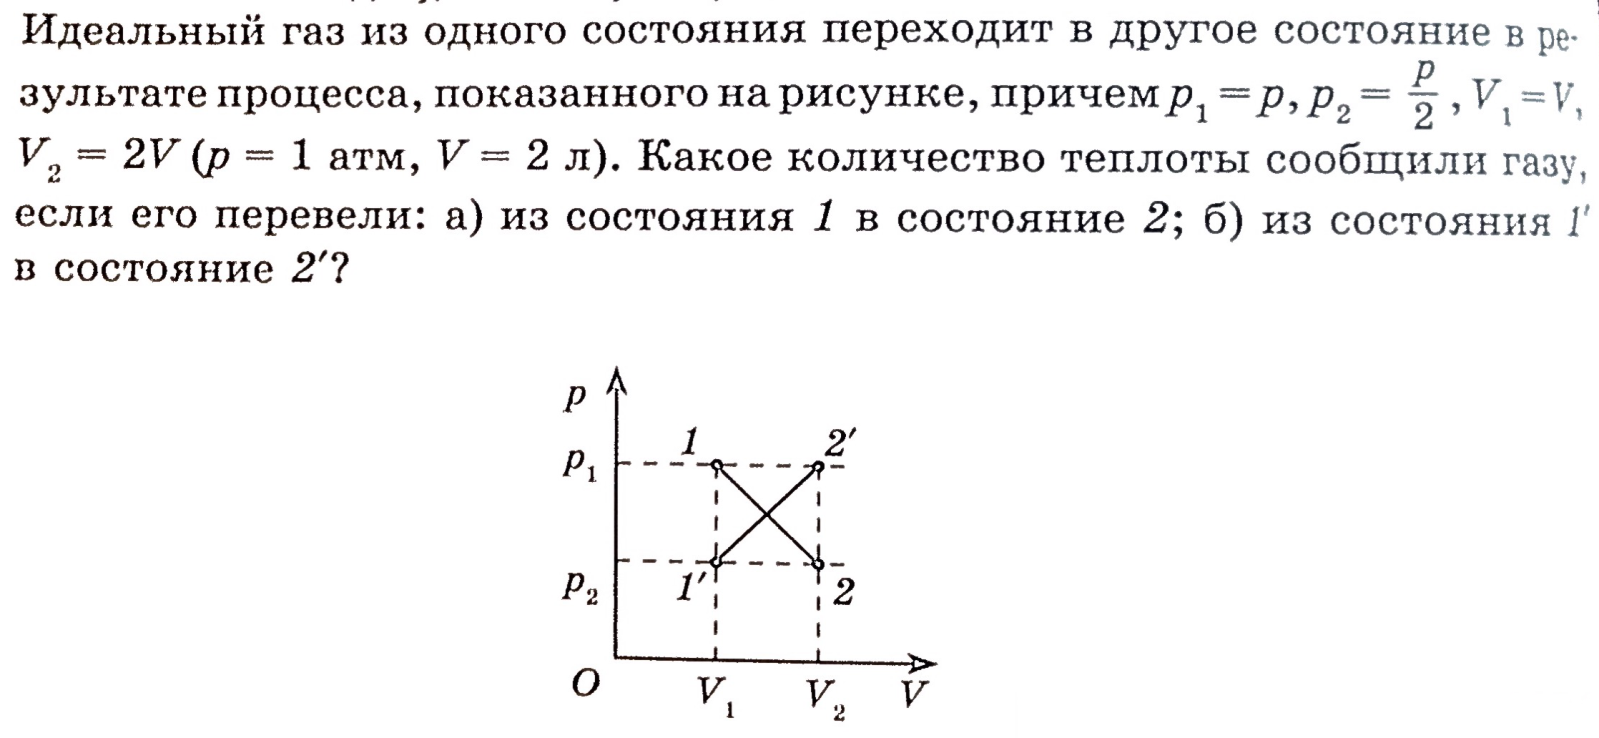 Идеальный газ из одного состояния переходит в другое состояние в ре-
зультате процесса, показанного на рисунке, причем p₁ = p, p₂ = p/2, V₁ = V,
V₂ = 2V (p = 1 атм, V = 2 л). Какое количество теплоты сообщили газу,
если его перевели: а) из состояния 1 в состояние 2; б) из состояния 1′
в состояние 2′?
p
1 2′
p₁
p₂ 1′ 2
O V₁ V₂ V